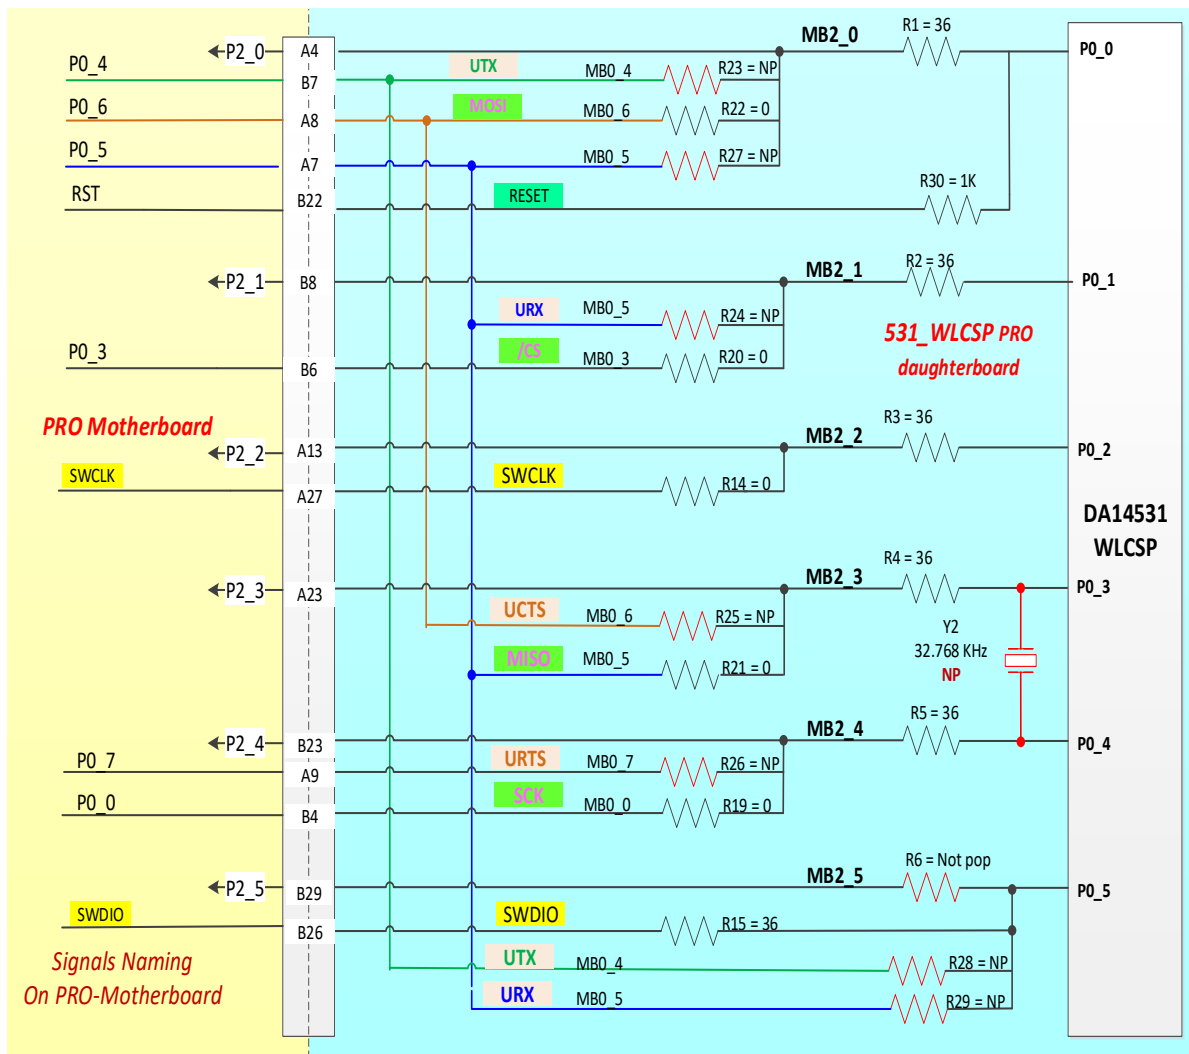 MB2_0
R1 = 36
P2_0
A4
P0_0
P0_4
UTX
MB0_4
R23 = NP
B7
P0_6
MOSI
MB0_6
R22 = 0
A8
P0_5
MB0_5
R27 = NP
A7
RST
B22
RESET
R30 = 1K
P2_1
B8
MB2_1
R2 = 36
P0_1
URX
MB0_5
R24 = NP
531_WLCSP PRO
daughterboard
P0_3
B6
/CS
MB0_3
R20 = 0
PRO Motherboard
P2_2
A13
MB2_2
R3 = 36
P0_2
SWCLK
A27
SWCLK
R14 = 0
DA14531
WLCSP
P2_3
A23
MB2_3
R4 = 36
P0_3
UCTS
MB0_6
R25 = NP
Y2
32.768 KHz
NP
MISO
MB0_5
R21 = 0
P2_4
B23
MB2_4
R5 = 36
P0_4
P0_7
A9
URTS
MB0_7
R26 = NP
P0_0
B4
SCK
MB0_0
R19 = 0
P2_5
B29
MB2_5
R6 = Not pop
P0_5
SWDIO
B26
SWDIO
R15 = 36
UTX
MB0_4
R28 = NP
Signals Naming
On PRO-Motherboard
URX
MB0_5
R29 = NP